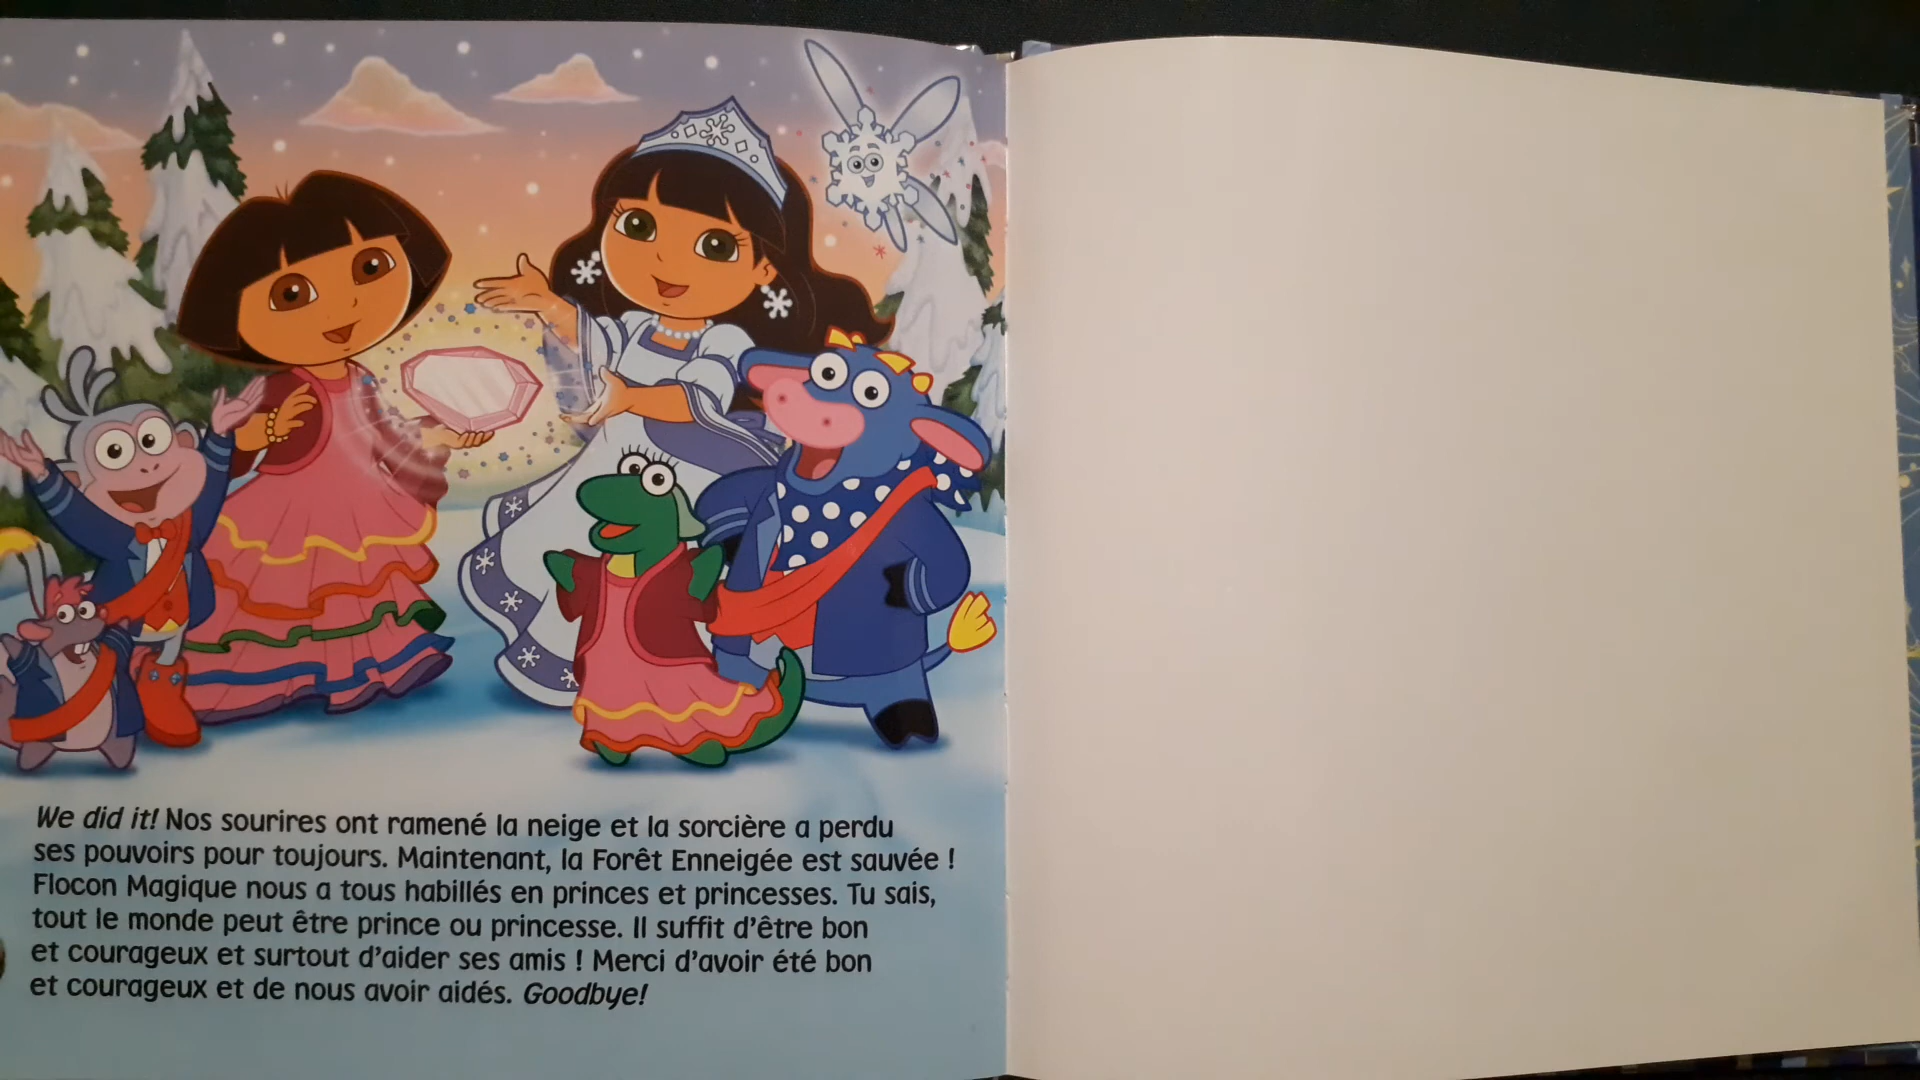 We did it! Nos sourires ont ramené la neige et la sorcière a perdu
ses pouvoirs pour toujours. Maintenant, la Forêt Enneigée est sauvée !
Flocon Magique nous a tous habillés en princes et princesses. Tu sais,
tout le monde peut être prince ou princesse. Il suffit d'être bon
et courageux et surtout d'aider ses amis ! Merci d'avoir été bon
et courageux et de nous avoir aidés. Goodbye!